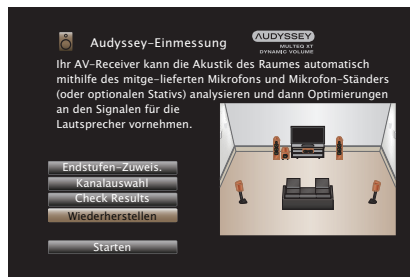 Audyssey-Einmessung
AUDYSSEY
MULTEQ XT
DYNAMIC VOLUME
Ihr AV-Receiver kann die Akustik des Raumes automatisch
mithilfe des mitge-lieferten Mikrofons und Mikrofon-Ständers
(oder optionalen Stativs) analysieren und dann Optimierungen
an den Signalen für die
Lautsprecher vornehmen.
Endstufen-Zuweis.
Kanalauswahl
Check Results
Wiederherstellen
Starten